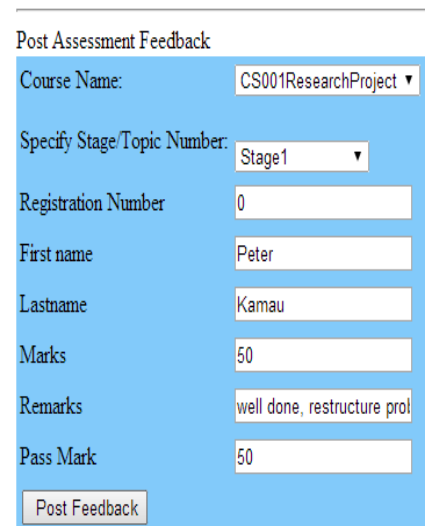 Post Assessment Feedback
Course Name: CS001ResearchProject
Specify Stage/Topic Number: Stage1
Registration Number 0
First name Peter
Lastname Kamau
Marks 50
Remarks well done, restructure
Pass Mark 50
Post Feedback